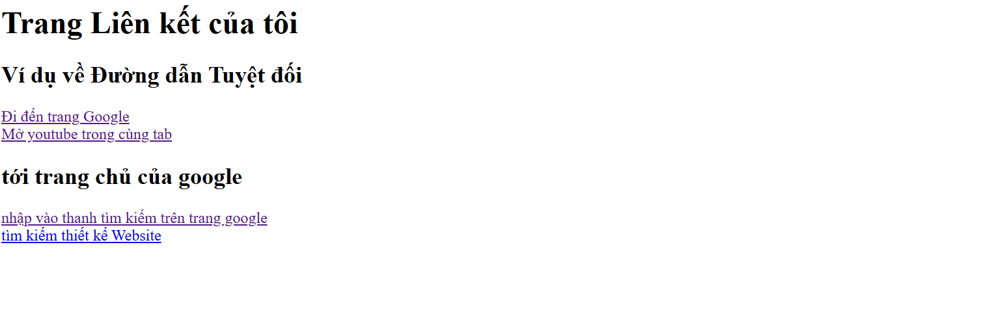 Trang Liên kết của tôi
Ví dụ về Đường dẫn Tuyệt đối
Đi đến trang Google
Mở youtube trong cùng tab
tới trang chủ của google
nhập vào thanh tìm kiếm trên trang google
tìm kiếm thiết kế Website